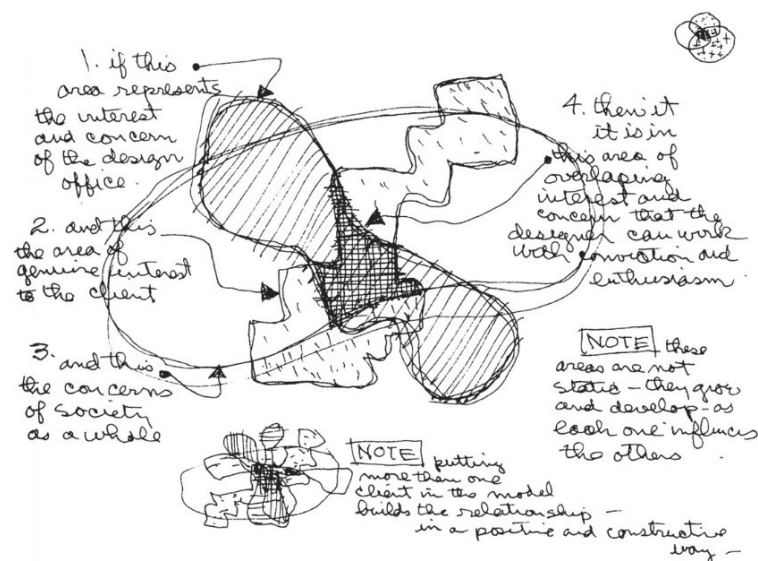 1. if this
area represents
the interest
and concern
of the design
office.
2. and this
the area of
genuine interest
to the client
3. and this
the concerns
of society
as a whole
4. then it
it is in
this area of
overlaping
interest and
concern that the
designer can work
with conviction and
enthusiasm
NOTE these
areas are not
static – they grow
and develop – as
each one influences
the others.
NOTE putting
more than one
client in the model
builds the relationship –
in a positive and constructive
way –